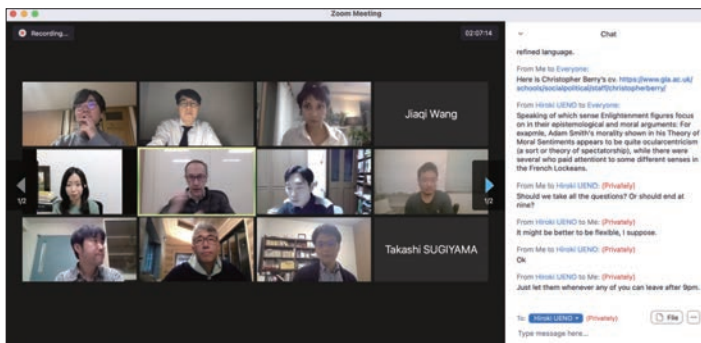 Zoom Meeting
Recording...
02:07:14
Jiaqi Wang
1/2
1/2
Takashi SUGIYAMA
Chat
refined language.
From Me to Everyone:
Here is Christopher Berry's cv. https://www.gla.ac.uk/
schools/socialpolitical/staff/christopherberry/
From Hiroki UENO to Everyone:
Speaking of which sense Enlightenment figures focus
on in their epistemological and moral arguments: For
exapmle, Adam Smith's morality shown in his Theory of
Moral Sentiments appears to be quite ocularcentricism
(a sort or theory of spectatorship), while there were
several who paid attentiont to some different senses in
the French Lockeans.
From Me to Hiroki UENO: (Privately)
Should we take all the questions? Or should end at
nine?
From Hiroki UENO to Me: (Privately)
It might be better to be flexible, I suppose.
From Me to Hiroki UENO: (Privately)
Ok
From Hiroki UENO to Me: (Privately)
Just let them whenever any of you can leave after 9pm.
To: Hiroki UENO (Privately)
File
Type message here...